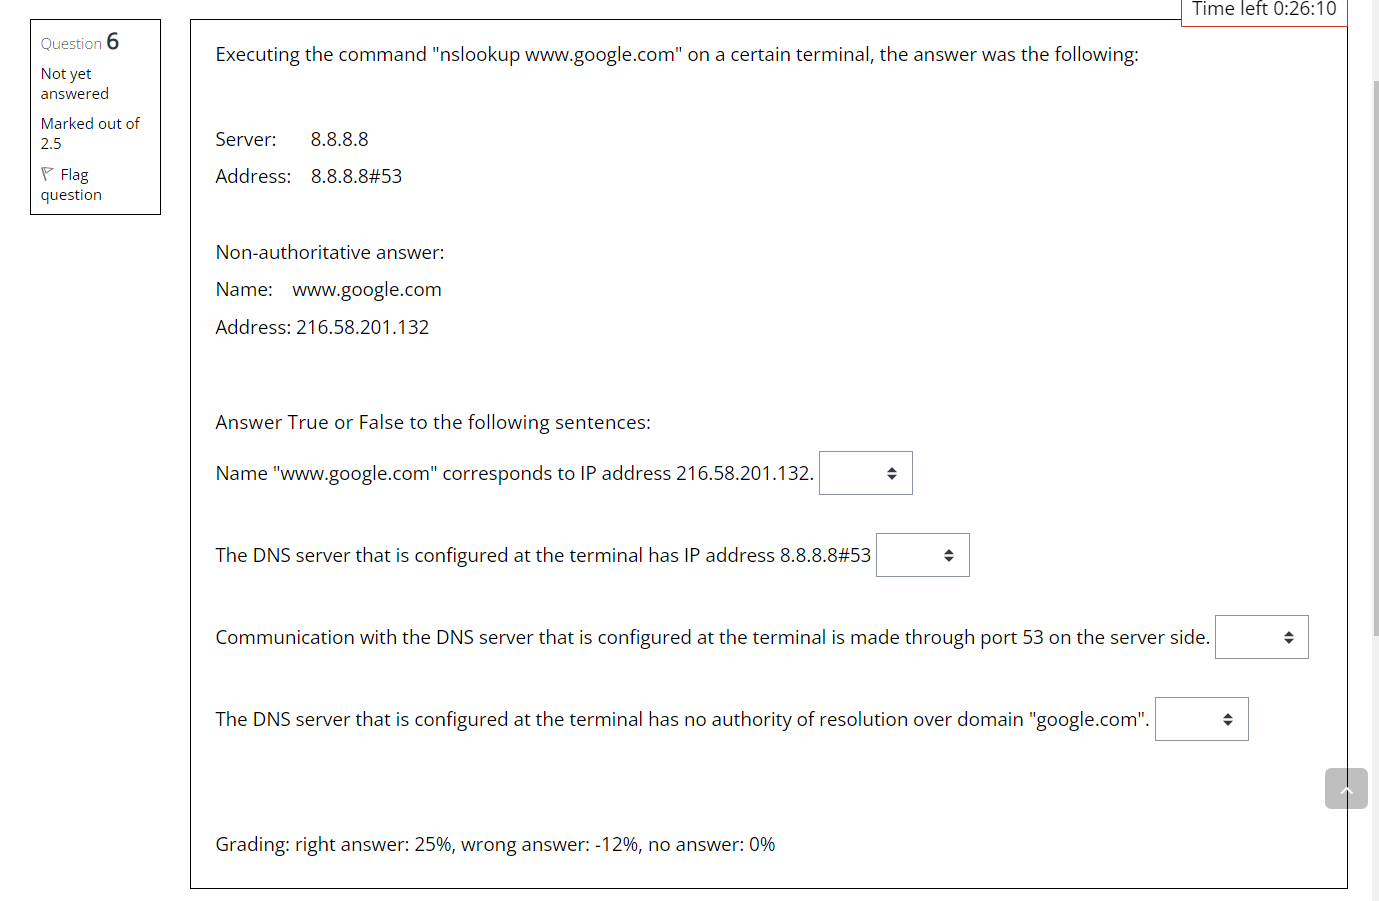 Time left 0:26:10
Question 6
Not yet
answered
Marked out of
2.5
Flag
question
Executing the command "nslookup www.google.com" on a certain terminal, the answer was the following:
Server: 8.8.8.8
Address: 8.8.8.8#53
Non-authoritative answer:
Name: www.google.com
Address: 216.58.201.132
Answer True or False to the following sentences:
Name "www.google.com" corresponds to IP address 216.58.201.132.
The DNS server that is configured at the terminal has IP address 8.8.8.8#53
Communication with the DNS server that is configured at the terminal is made through port 53 on the server side.
The DNS server that is configured at the terminal has no authority of resolution over domain "google.com".
Grading: right answer: 25%, wrong answer: -12%, no answer: 0%